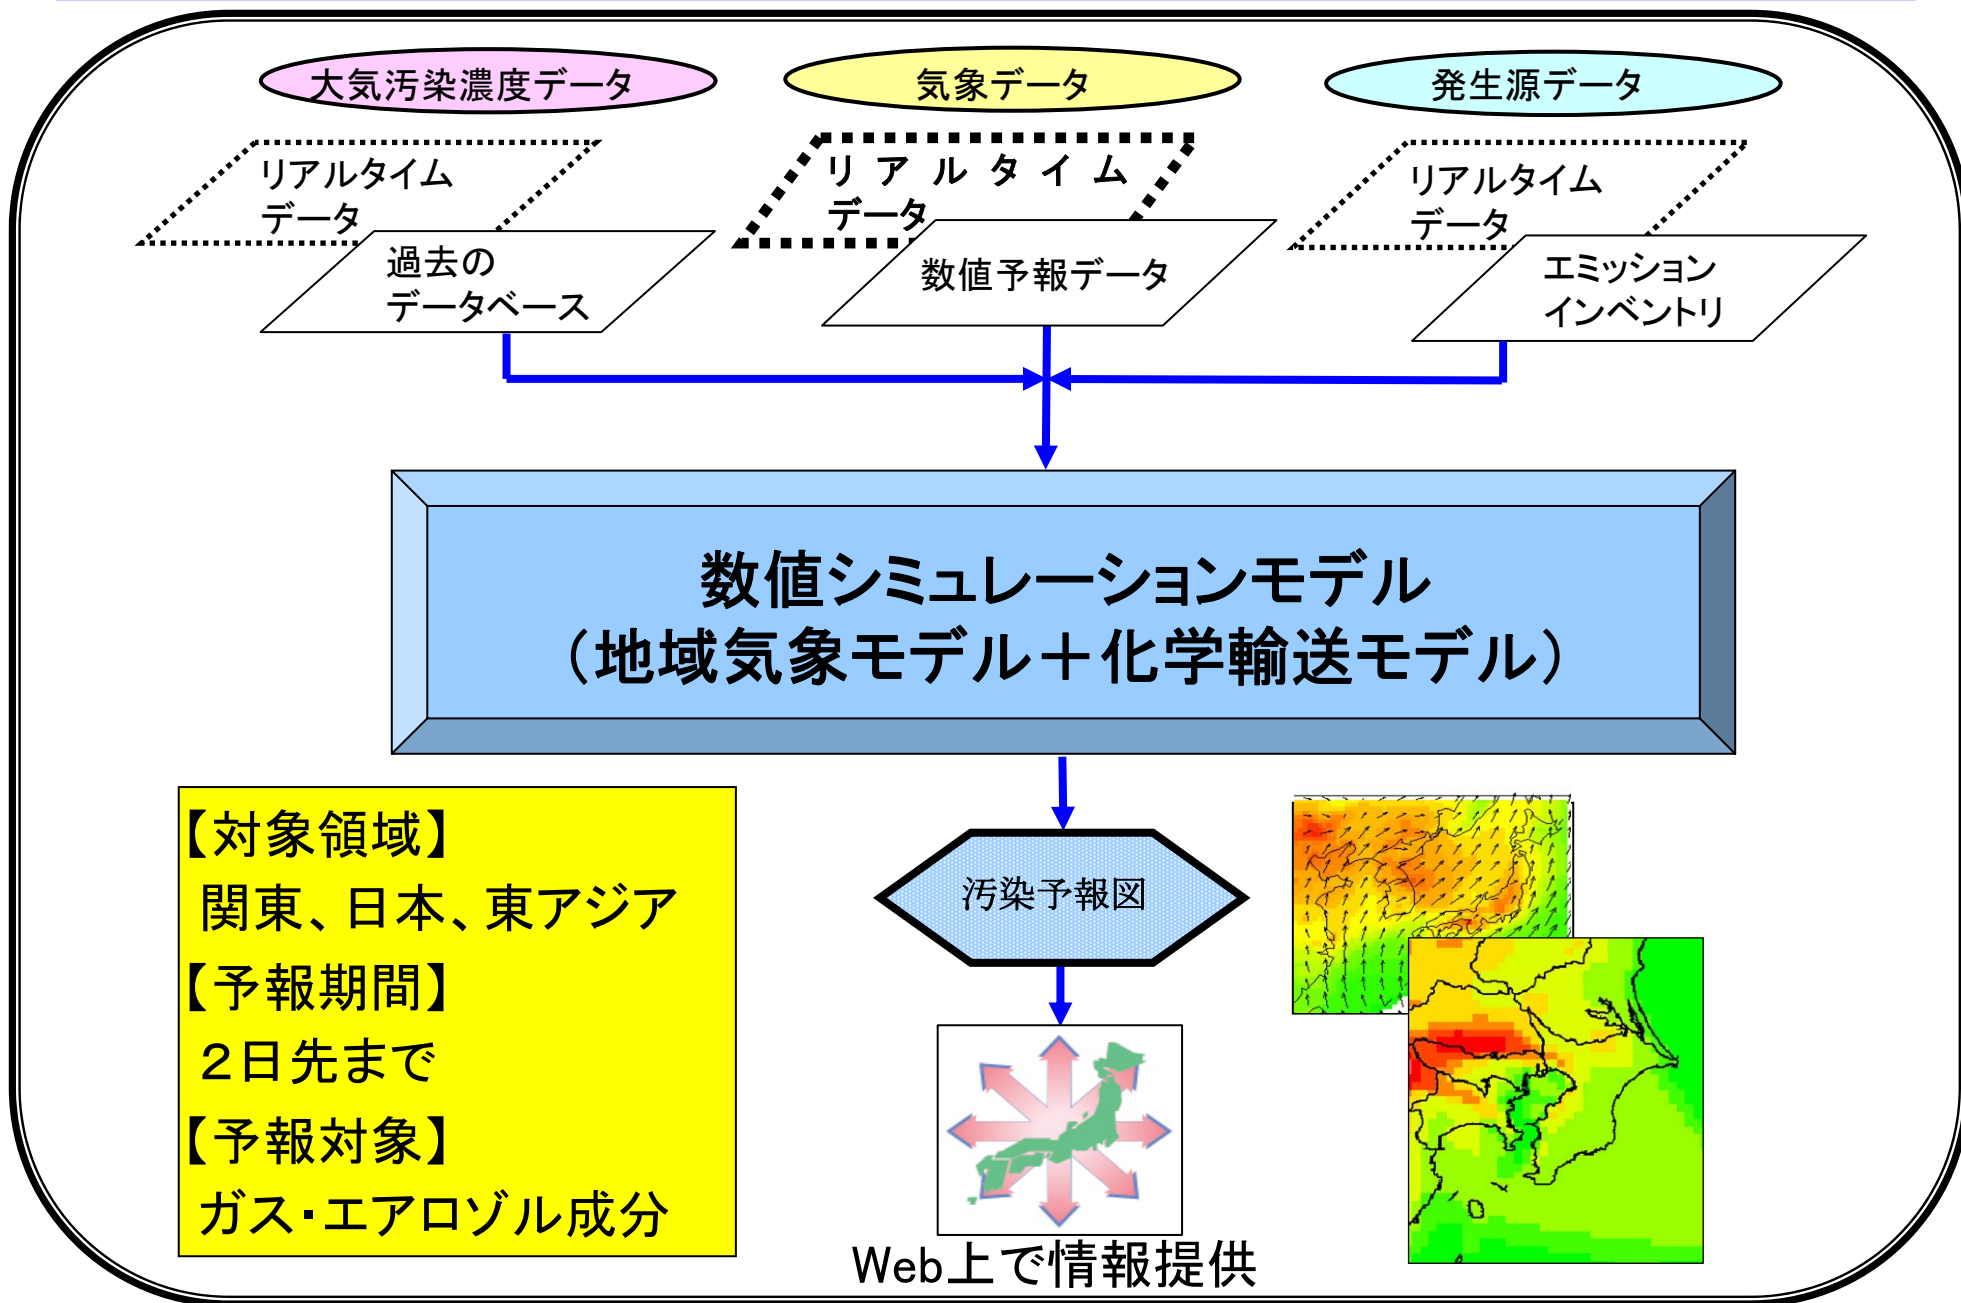 大気汚染濃度データ
気象データ
発生源データ
リアルタイム
データ
過去の
データベース
リアルタイム
データ
数値予報データ
リアルタイム
データ
エミッション
インベントリ
数値シミュレーションモデル
（地域気象モデル＋化学輸送モデル）
【対象領域】
関東、日本、東アジア
【予報期間】
２日先まで
【予報対象】
ガス・エアロゾル成分
汚染予報図
Web上で情報提供